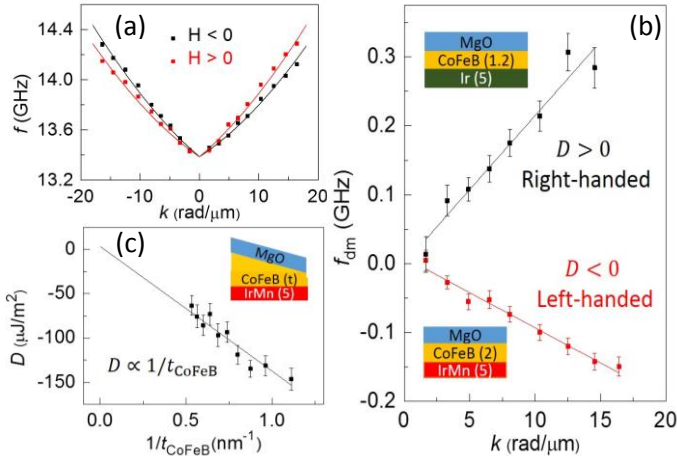 (a)
H < 0
H > 0
14.4
14.0
13.6
13.2
f (GHz)
-20 -10 0 10 20
k (rad/μm)
(b)
MgO
CoFeB (1.2)
Ir (5)
0.3
0.2
0.1
0.0
-0.1
-0.2
f_dm (GHz)
D > 0
Right-handed
D < 0
Left-handed
MgO
CoFeB (2)
IrMn (5)
0 5 10 15 20
k (rad/μm)
(c)
MgO
CoFeB (t)
IrMn (5)
0
-50
-100
-150
D (μJ/m²)
D ∝ 1/t_CoFeB
0.0 0.5 1.0
1/t_CoFeB(nm⁻¹)